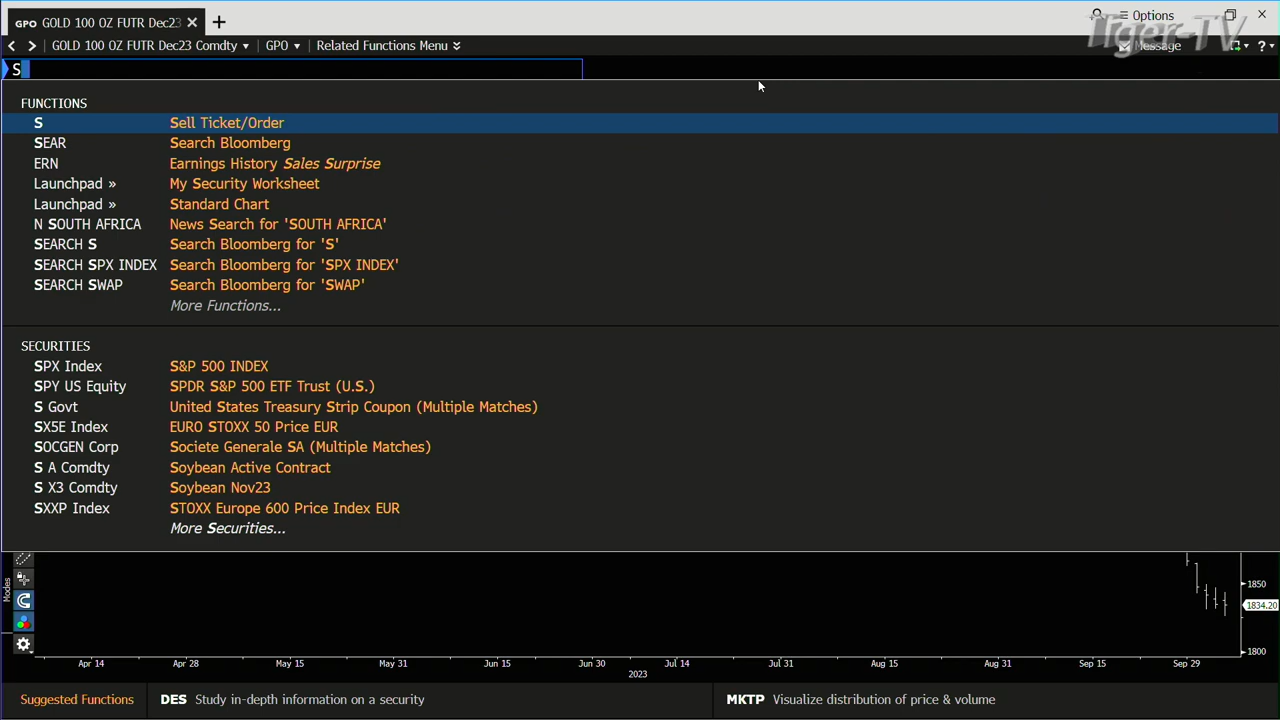 GPO GOLD 100 OZ FUTR Dec23
Options
Tiger-TV
GOLD 100 OZ FUTR Dec23 Comdty GPO Related Functions Menu
Message
?
S
FUNCTIONS
S Sell Ticket/Order
SEAR Search Bloomberg
ERN Earnings History Sales Surprise
Launchpad » My Security Worksheet
Launchpad » Standard Chart
N SOUTH AFRICA News Search for 'SOUTH AFRICA'
SEARCH S Search Bloomberg for 'S'
SEARCH SPX INDEX Search Bloomberg for 'SPX INDEX'
SEARCH SWAP Search Bloomberg for 'SWAP'
More Functions...
SECURITIES
SPX Index S&P 500 INDEX
SPY US Equity SPDR S&P 500 ETF Trust (U.S.)
S Govt United States Treasury Strip Coupon (Multiple Matches)
SX5E Index EURO STOXX 50 Price EUR
SOCGEN Corp Societe Generale SA (Multiple Matches)
S A Comdty Soybean Active Contract
S X3 Comdty Soybean Nov23
SXXP Index STOXX Europe 600 Price Index EUR
More Securities...
Modes
1850
1834.20
1800
Apr 14 Apr 28 May 15 May 31 Jun 15 Jun 30 Jul 14 Jul 31 Aug 15 Aug 31 Sep 15 Sep 29
2023
Suggested Functions DES Study in-depth information on a security MKTP Visualize distribution of price & volume